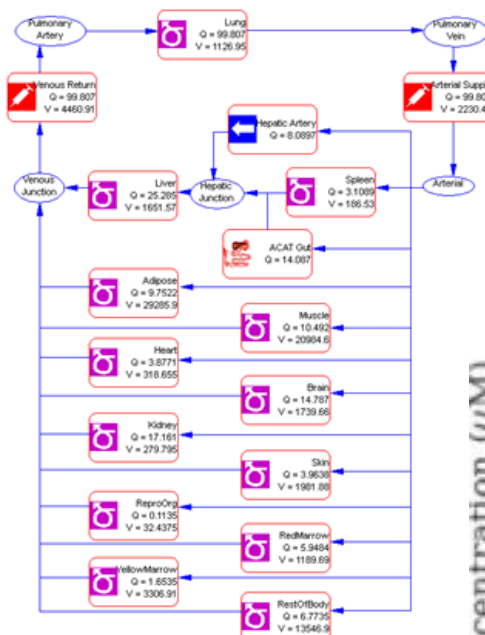 Pulmonary
Artery
Lung
Q = 99.807
V = 1126.95
Pulmonary
Vein
Venous Return
Q = 99.807
V = 4460.91
Arterial Suppl
Q = 99.80
V = 2230.4
Hepatic Artery
Q = 8.0897
Venous
Junction
Liver
Q = 25.285
V = 1651.57
Hepatic
Junction
Spleen
Q = 3.1089
V = 186.53
Arterial
ACAT Gut
Q = 14.087
Adipose
Q = 9.7522
V = 29285.9
Muscle
Q = 10.492
V = 20984.6
Heart
Q = 3.8771
V = 318.655
Brain
Q = 14.787
V = 1739.66
Kidney
Q = 17.161
V = 279.795
Skin
Q = 3.9638
V = 1981.88
ReproOrg
Q = 0.1135
V = 32.4375
RedMarrow
Q = 5.9484
V = 1189.69
YellowMarrow
Q = 1.6535
V = 3306.91
RestOfBody
Q = 6.7735
V = 13546.9
centration (μM)